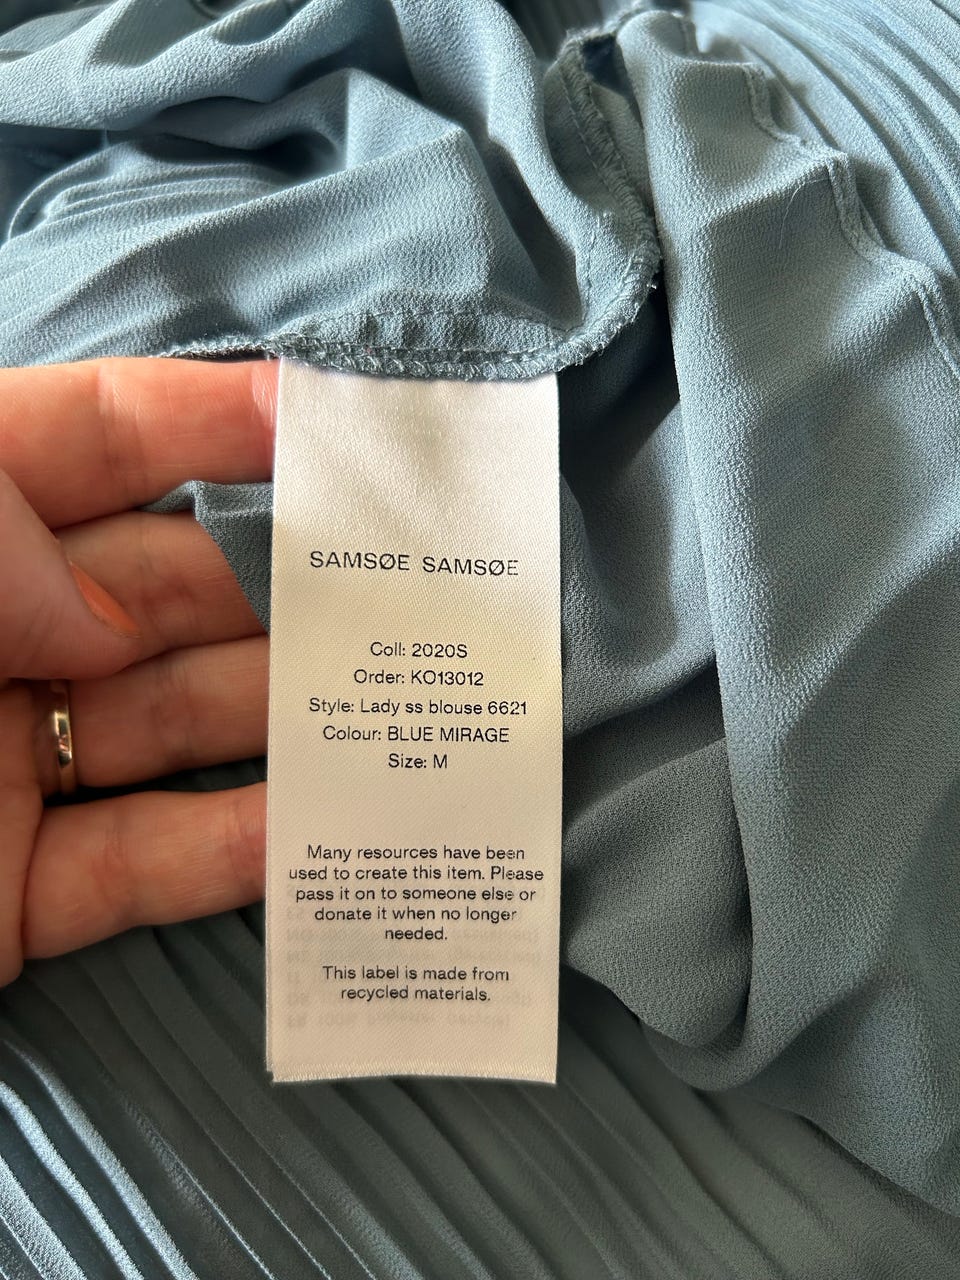 SAMSØE SAMSØE
Coll: 2020S
Order: KO13012
Style: Lady ss blouse 6621
Colour: BLUE MIRAGE
Size: M
Many resources have been
used to create this item. Please
pass it on to someone else or
donate it when no longer
needed.
This label is made from
recycled materials.